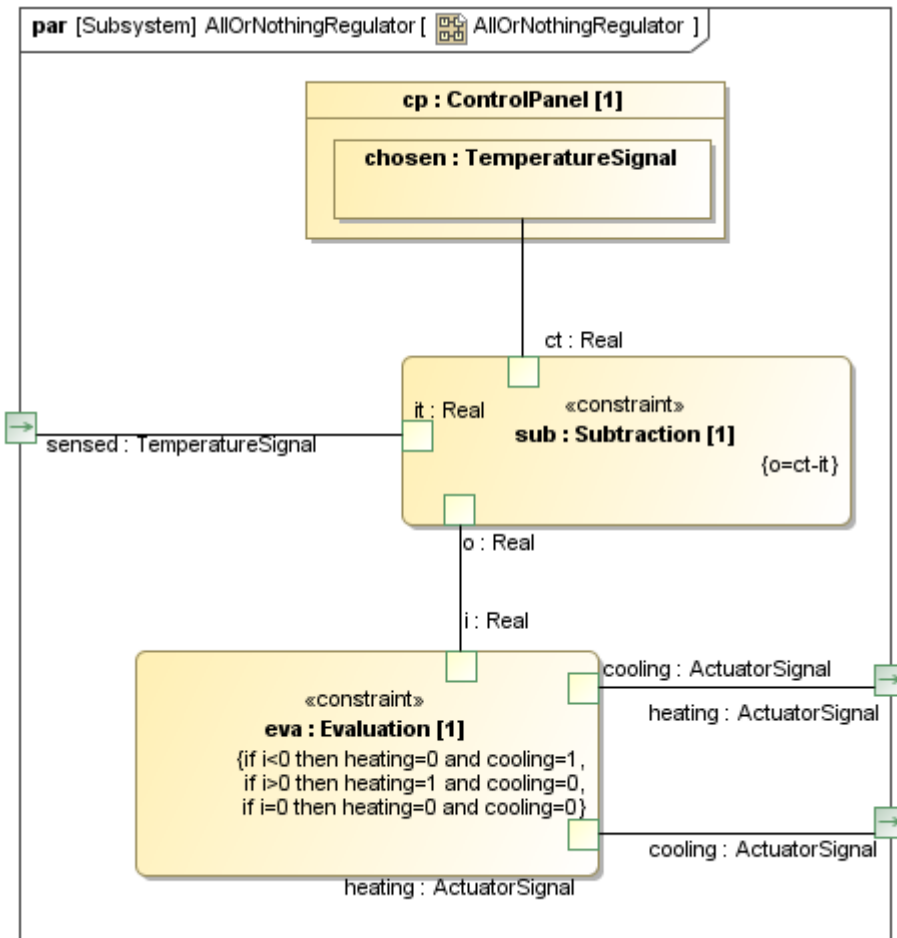 par [Subsystem] AllOrNothingRegulator [ AllOrNothingRegulator ]
cp : ControlPanel [1]
chosen : TemperatureSignal
ct : Real
it : Real
«constraint»
sub : Subtraction [1]
{o=ct-it}
sensed : TemperatureSignal
o : Real
i : Real
cooling : ActuatorSignal
heating : ActuatorSignal
«constraint»
eva : Evaluation [1]
{if i<0 then heating=0 and cooling=1,
if i>0 then heating=1 and cooling=0,
if i=0 then heating=0 and cooling=0}
cooling : ActuatorSignal
heating : ActuatorSignal